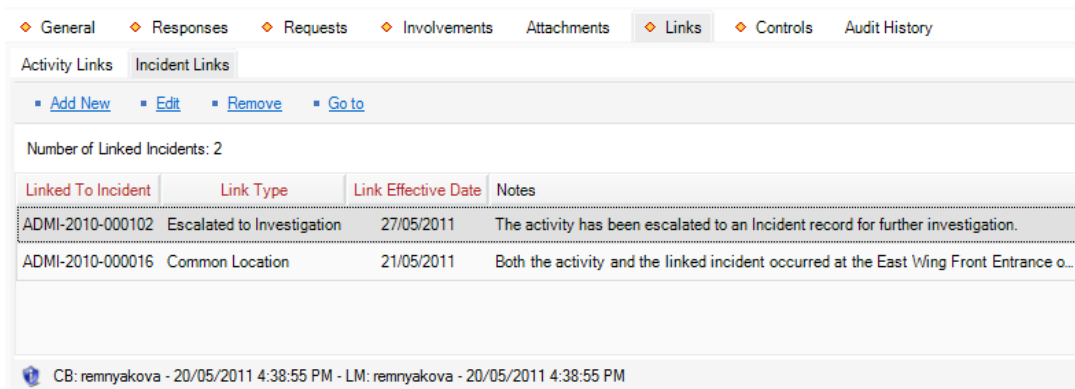 General Responses Requests Involvements Attachments Links Controls Audit History
Activity Links Incident Links
Add New Edit Remove Go to
Number of Linked Incidents: 2
Linked To Incident Link Type Link Effective Date Notes
ADMI-2010-000102 Escalated to Investigation 27/05/2011 The activity has been escalated to an Incident record for further investigation.
ADMI-2010-000016 Common Location 21/05/2011 Both the activity and the linked incident occurred at the East Wing Front Entrance o...
CB: remnyakova - 20/05/2011 4:38:55 PM - LM: remnyakova - 20/05/2011 4:38:55 PM